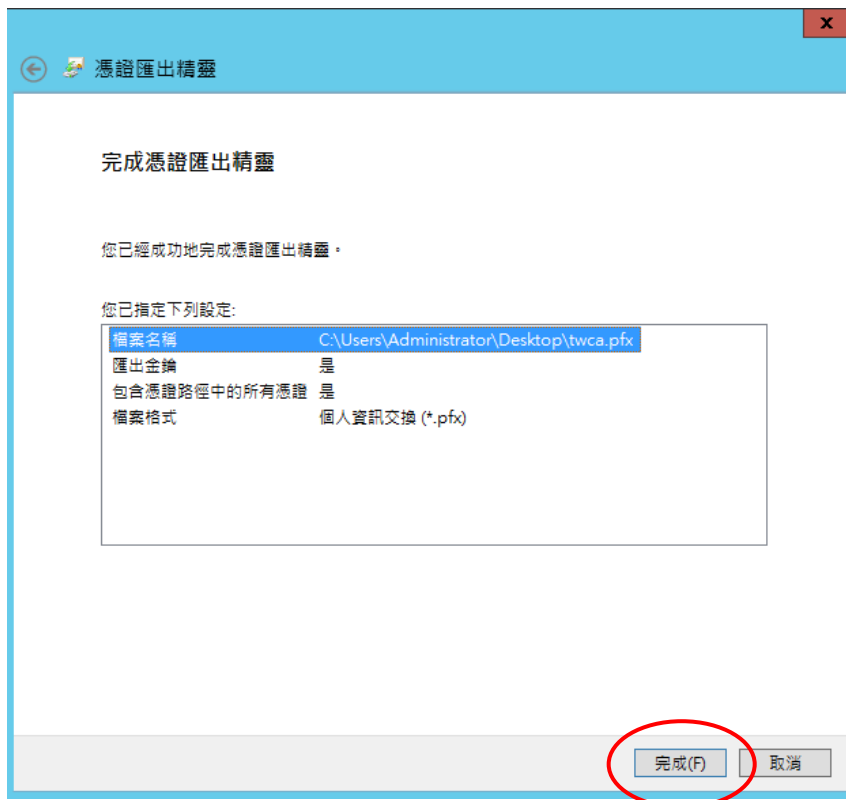 x
憑證匯出精靈
完成憑證匯出精靈
您已經成功地完成憑證匯出精靈。
您已指定下列設定:
檔案名稱 C:\Users\Administrator\Desktop\twca.pfx
匯出金鑰 是
包含憑證路徑中的所有憑證 是
檔案格式 個人資訊交換 (*.pfx)
完成(F) 取消